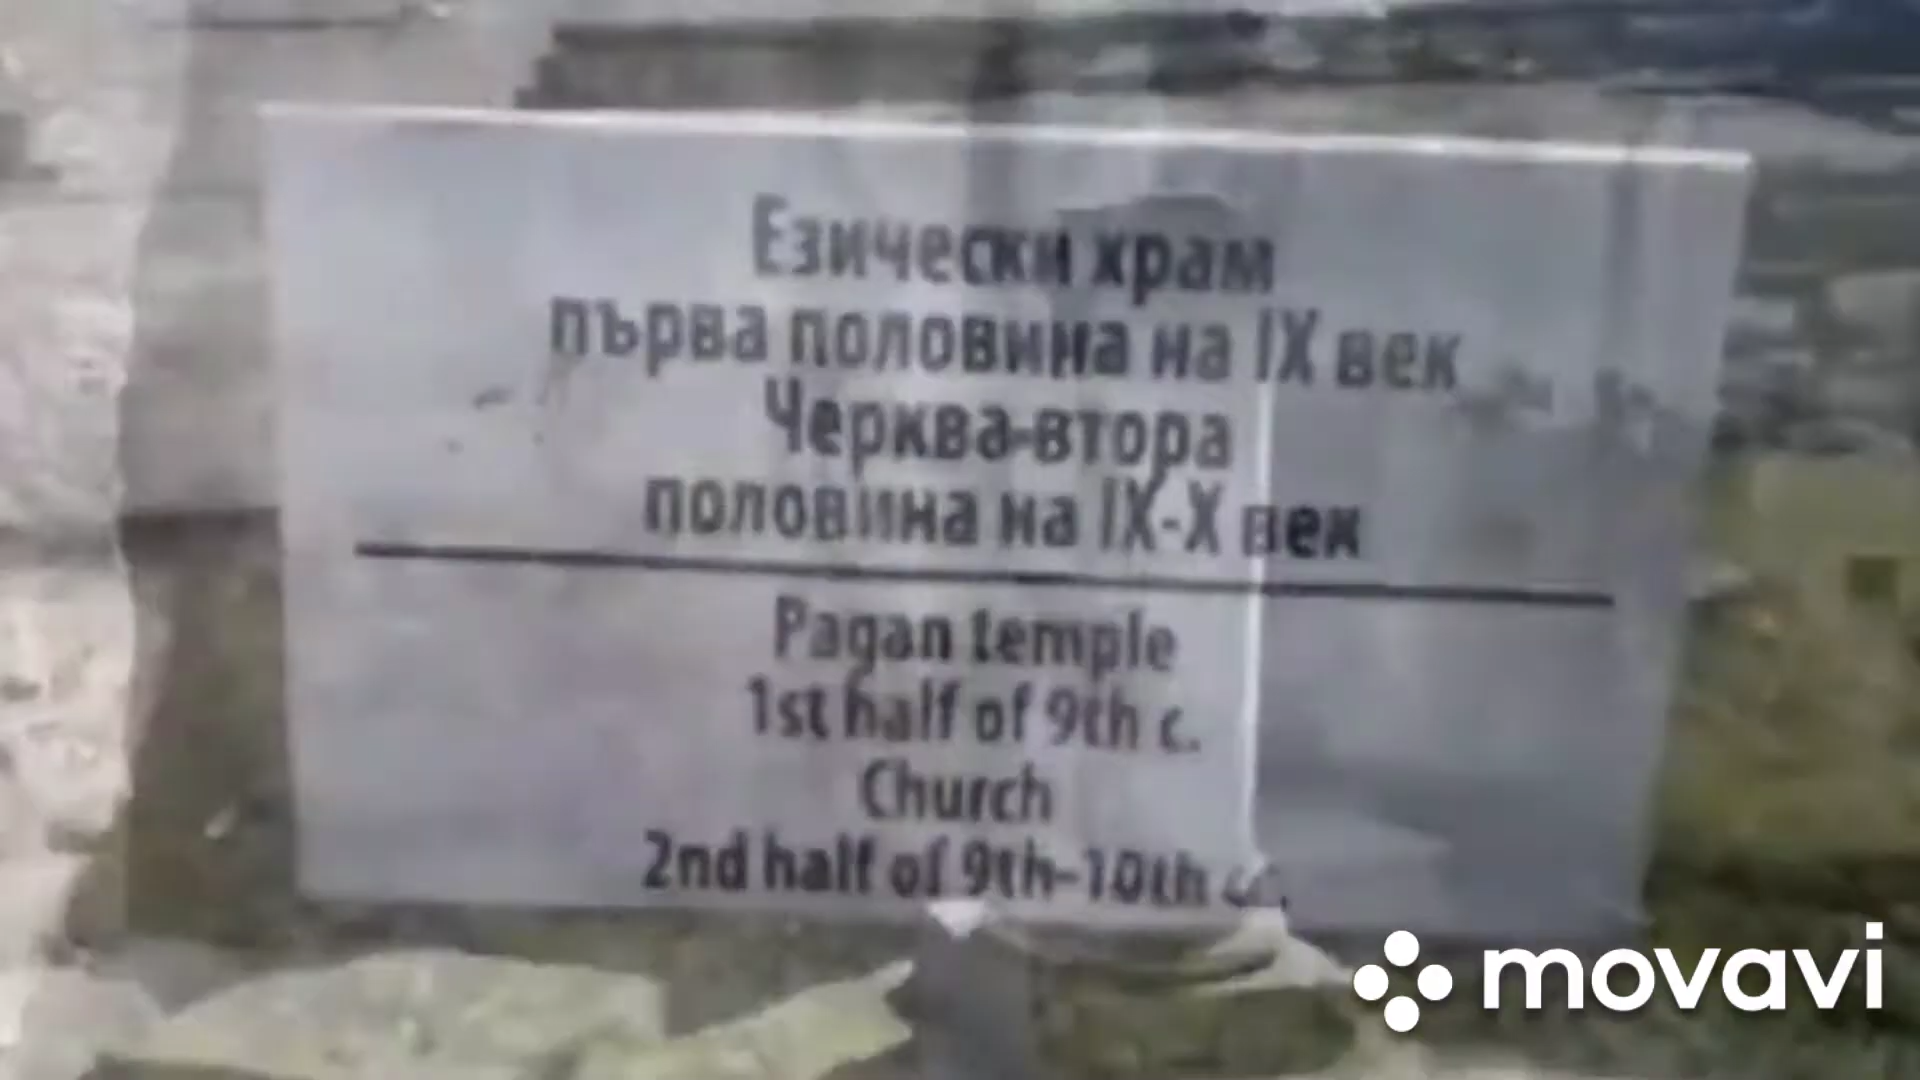 Езически храм
първа половина на IX век
Черква-втора
половина на IX-X век
Pagan temple
1st half of 9th c.
Church
2nd half of 9th-10th cc.
movavi